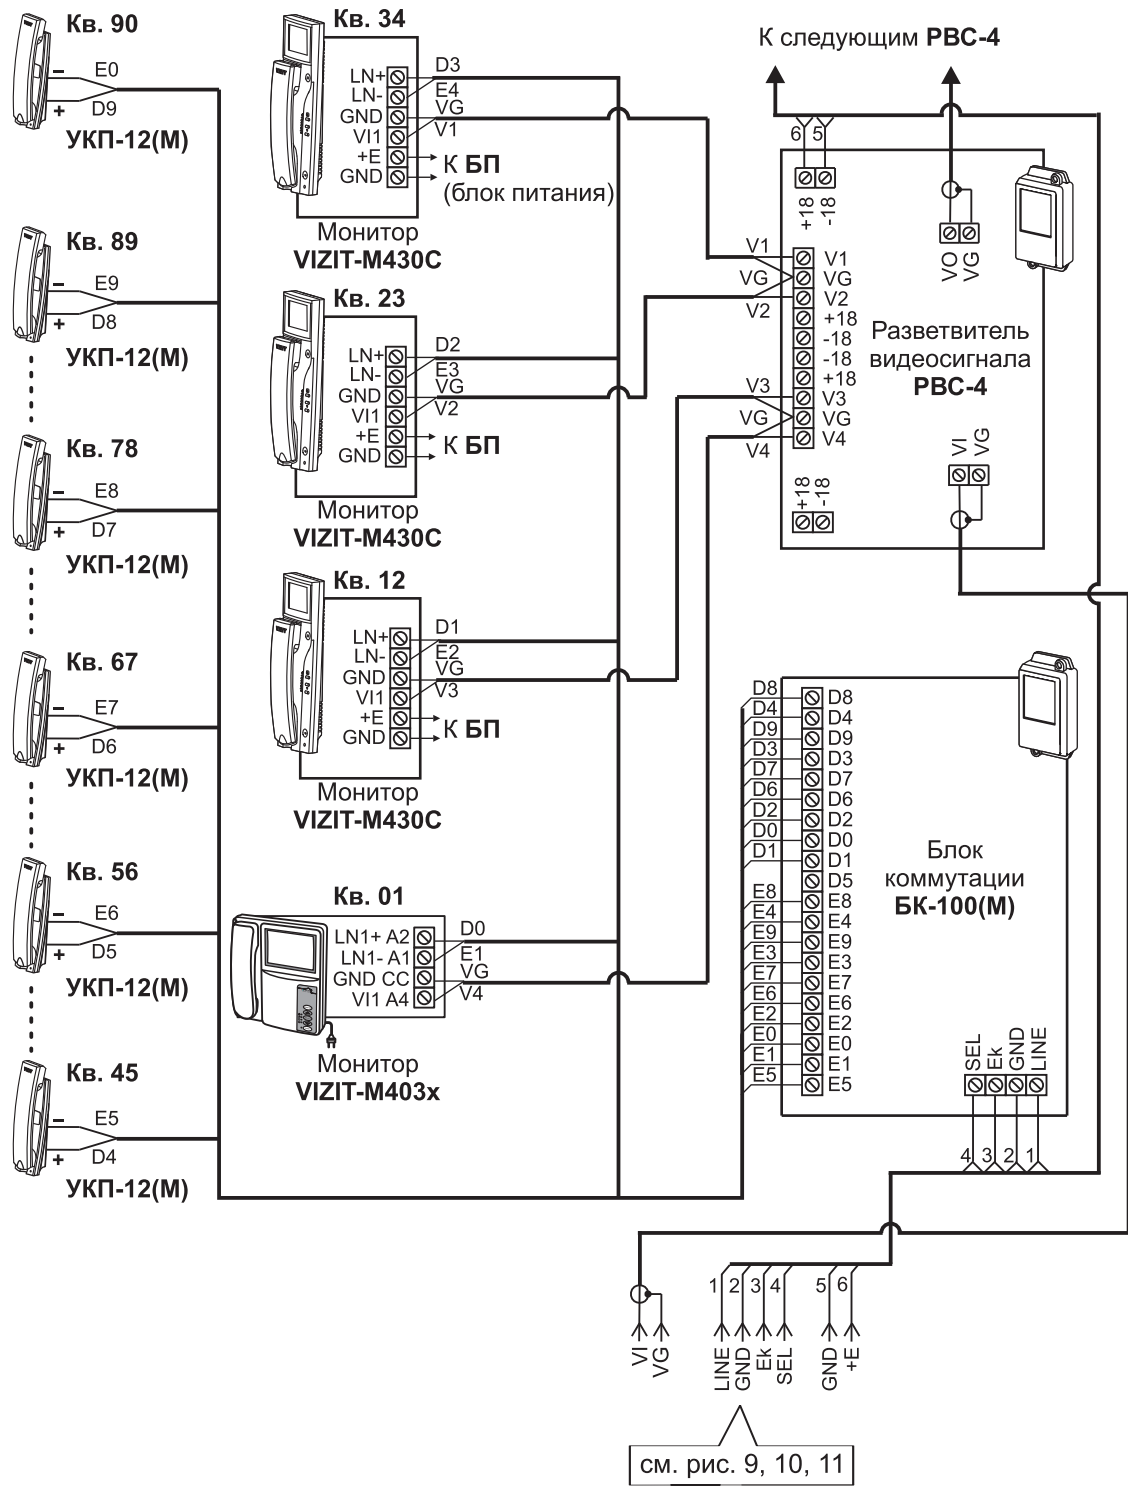 Кв. 90
–
E0
+
D9
УКП-12(М)
Кв. 89
–
E9
+
D8
УКП-12(М)
Кв. 78
–
E8
+
D7
УКП-12(М)
Кв. 67
–
E7
+
D6
УКП-12(М)
Кв. 56
–
E6
+
D5
УКП-12(М)
Кв. 45
–
E5
+
D4
УКП-12(М)
Кв. 34
LN+
LN-
GND
VI1
+E
GND
D3
E4
VG
V1
К БП
(блок питания)
Монитор
VIZIT-M430C
Кв. 23
LN+
LN-
GND
VI1
+E
GND
D2
E3
VG
V2
К БП
Монитор
VIZIT-M430C
Кв. 12
LN+
LN-
GND
VI1
+E
GND
D1
E2
VG
V3
К БП
Монитор
VIZIT-M430C
Кв. 01
LN1+ A2
LN1- A1
GND CC
VI1 A4
D0
E1
VG
V4
Монитор
VIZIT-M403x
К следующим РВС-4
6
5
+18
-18
VO
VG
V1
VG
V2
V3
VG
V4
V1
VG
V2
+18
-18
-18
+18
V3
VG
V4
Разветвитель
видеосигнала
РВС-4
VI
VG
+18
-18
D8
D4
D9
D3
D7
D6
D2
D0
D1
E8
E4
E9
E3
E7
E6
E2
E0
E1
E5
D8
D4
D9
D3
D7
D6
D2
D0
D1
D5
E8
E4
E9
E3
E7
E6
E2
E0
E1
E5
Блок
коммутации
БК-100(М)
SEL
Ek
GND
LINE
4
3
2
1
1
2
3
4
5
6
VI
VG
LINE
GND
Ek
SEL
GND
+E
см. рис. 9, 10, 11